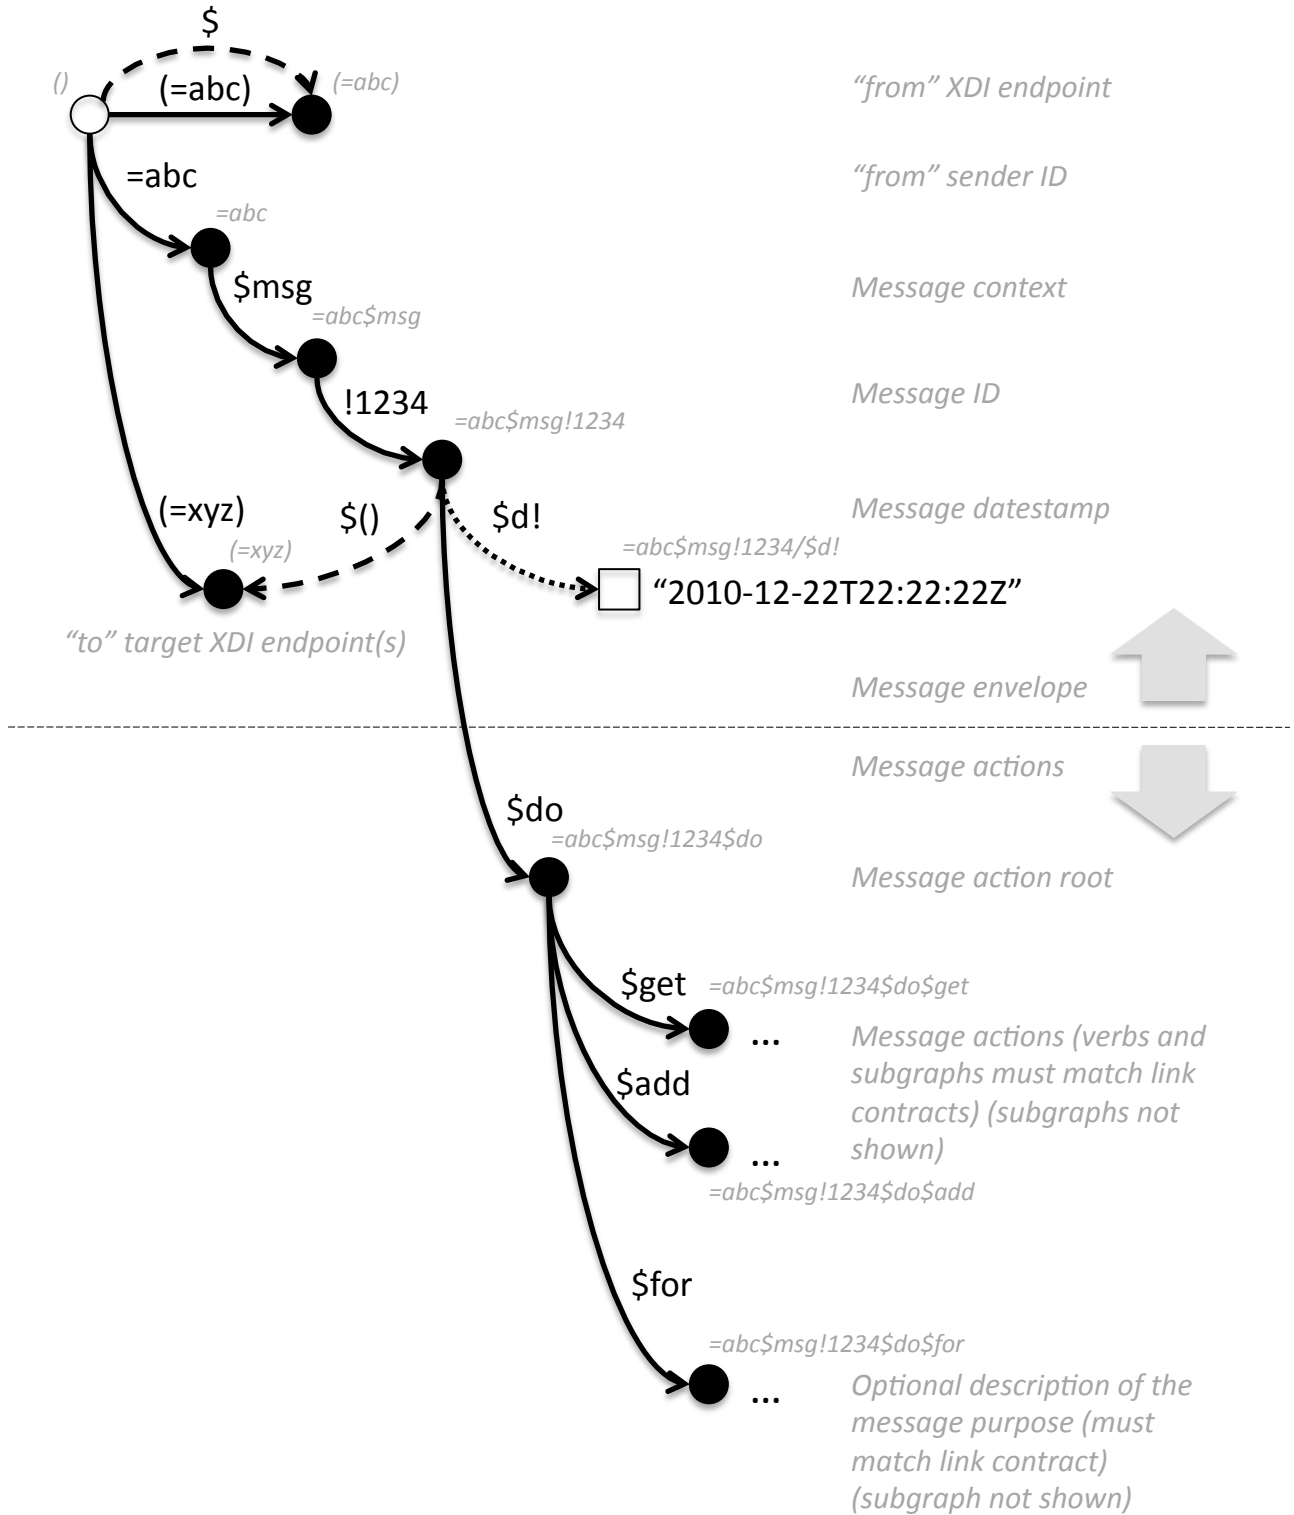 $
()
(=abc)
(=abc)
“from” XDI endpoint
=abc
“from” sender ID
=abc
$msg
Message context
=abc$msg
!1234
Message ID
=abc$msg!1234
(=xyz)
$()
$d!
Message datestamp
(=xyz)
=abc$msg!1234/$d!
“2010-12-22T22:22:22Z”
“to” target XDI endpoint(s)
Message envelope
Message actions
$do
=abc$msg!1234$do
Message action root
$get
=abc$msg!1234$do$get
...
Message actions (verbs and
subgraphs must match link
contracts) (subgraphs not
shown)
$add
...
=abc$msg!1234$do$add
$for
=abc$msg!1234$do$for
...
Optional description of the
message purpose (must
match link contract)
(subgraph not shown)